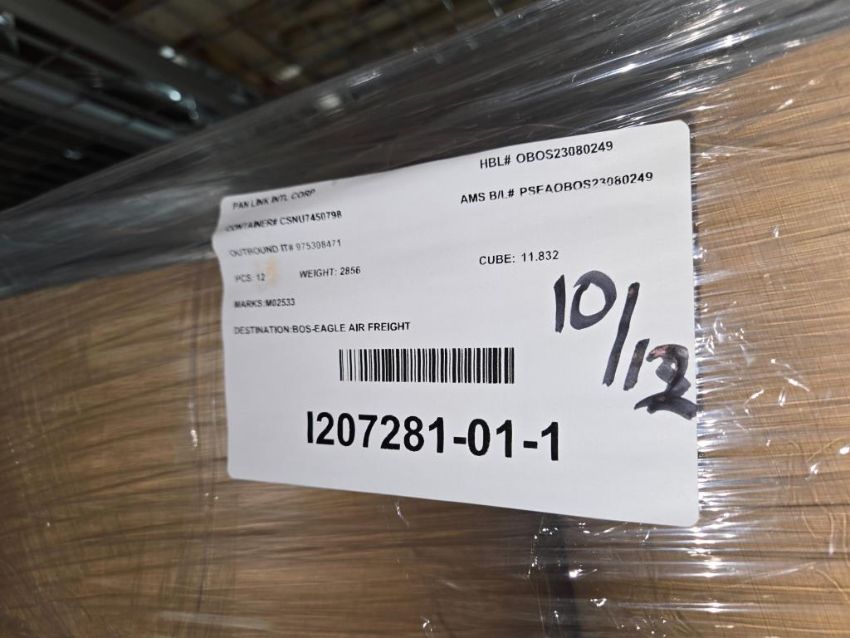 PAN LINK INTL CORP
HBL# OBOS23080249
CONTAINER# CSNU7450798
AMS B/L# PSFAOBOS23080249
OUTBOUND IT# 975308471
PCS: 12 WEIGHT: 2856 CUBE: 11.832
MARKS:M02533
DESTINATION:BOS-EAGLE AIR FREIGHT
10/12
I207281-01-1